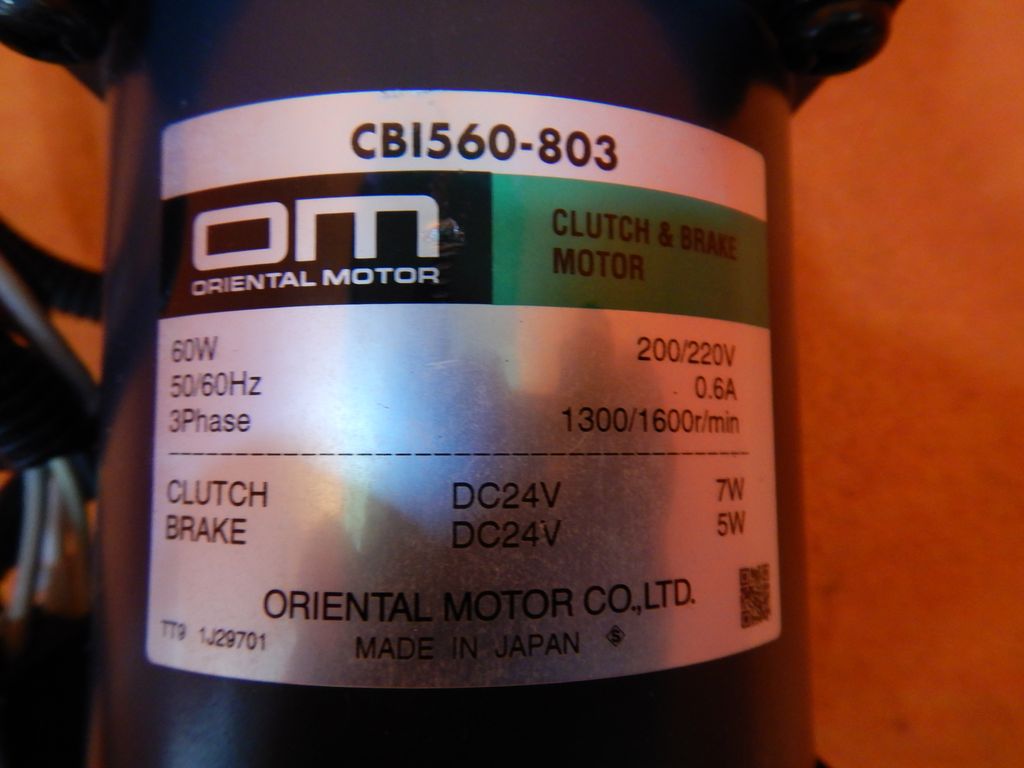 CBI560-803
OM
ORIENTAL MOTOR
CLUTCH & BRAKE
MOTOR
60W 200/220V
50/60Hz 0.6A
3Phase 1300/1600r/min
CLUTCH DC24V 7W
BRAKE DC24V 5W
ORIENTAL MOTOR CO.,LTD.
TT9 1J29701
MADE IN JAPAN S